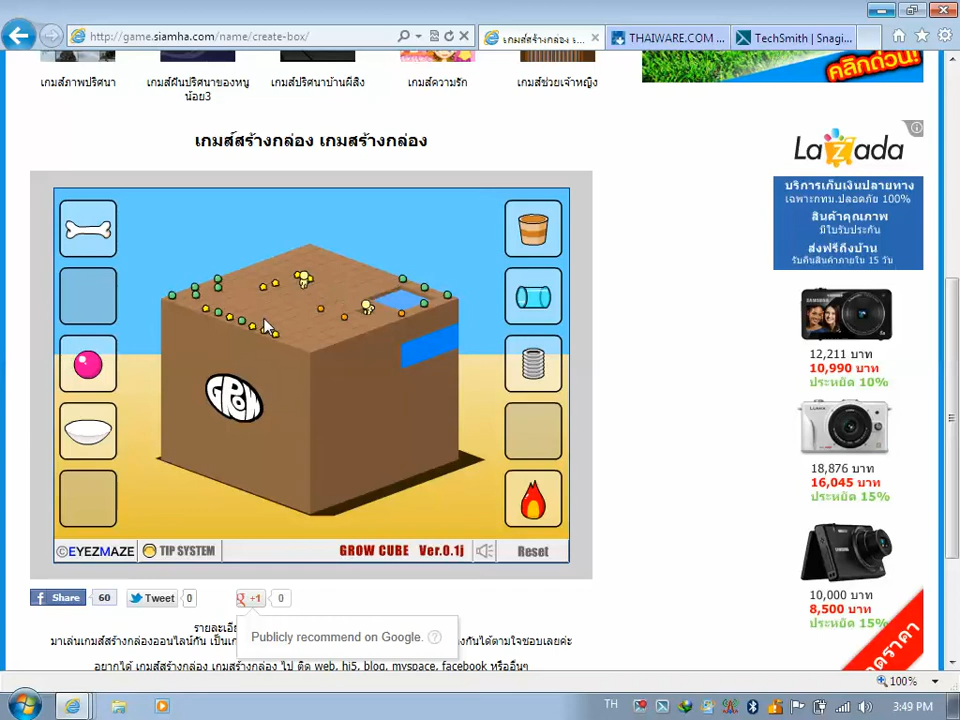 http://game.siamha.com/name/create-box/
เกมส์สร้างกล่อง เ
THAIWARE.COM ...
TechSmith | Snagi...
เกมส์ภาพปริศนา
เกมส์ผืนปริศนาของหนูน้อย3
เกมส์ปริศนาบ้านผีสิง
เกมส์ความรัก
เกมส์ช่วยเจ้าหญิง
คลิกด่วน!
เกมส์สร้างกล่อง เกมสร้างกล่อง
Lazada
บริการเก็บเงินปลายทาง
เฉพาะกทม.ปลอดภัย 100%
สินค้าคุณภาพ
มีใบรับประกัน
ส่งฟรีถึงบ้าน
รับคืนสินค้าภายใน 15 วัน
SAMSUNG
12,211 บาท
10,990 บาท
ประหยัด 10%
18,876 บาท
16,045 บาท
ประหยัด 15%
10,000 บาท
8,500 บาท
ประหยัด 15%
ดราคา
GROW
©EYEZMAZE
TIP SYSTEM
GROW CUBE Ver.0.1j
Reset
Share 60
Tweet 0
g +1 0
Publicly recommend on Google.
รายละเอี
มาเล่นเกมส์สร้างกล่องออนไลน์กัน เป็นเก
งกันได้ตามใจชอบเลยค่ะ
อยากได้ เกมส์สร้างกล่อง เกมสร้างกล่อง ไป ติด web, hi5, blog, myspace, facebook หรืออื่นๆ
100%
TH
3:49 PM